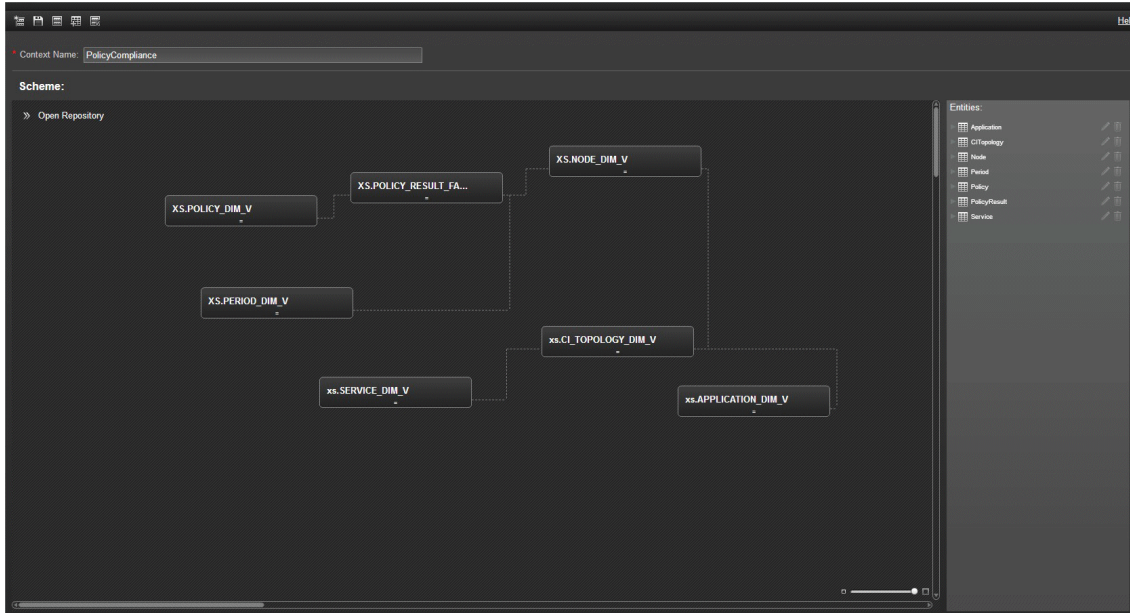 Hel
* Context Name: PolicyCompliance
Scheme:
» Open Repository
XS.NODE_DIM_V
XS.POLICY_RESULT_FA...
XS.POLICY_DIM_V
XS.PERIOD_DIM_V
xs.CI_TOPOLOGY_DIM_V
xs.SERVICE_DIM_V
xs.APPLICATION_DIM_V
Entities:
Application
CITopology
Node
Period
Policy
PolicyResult
Service